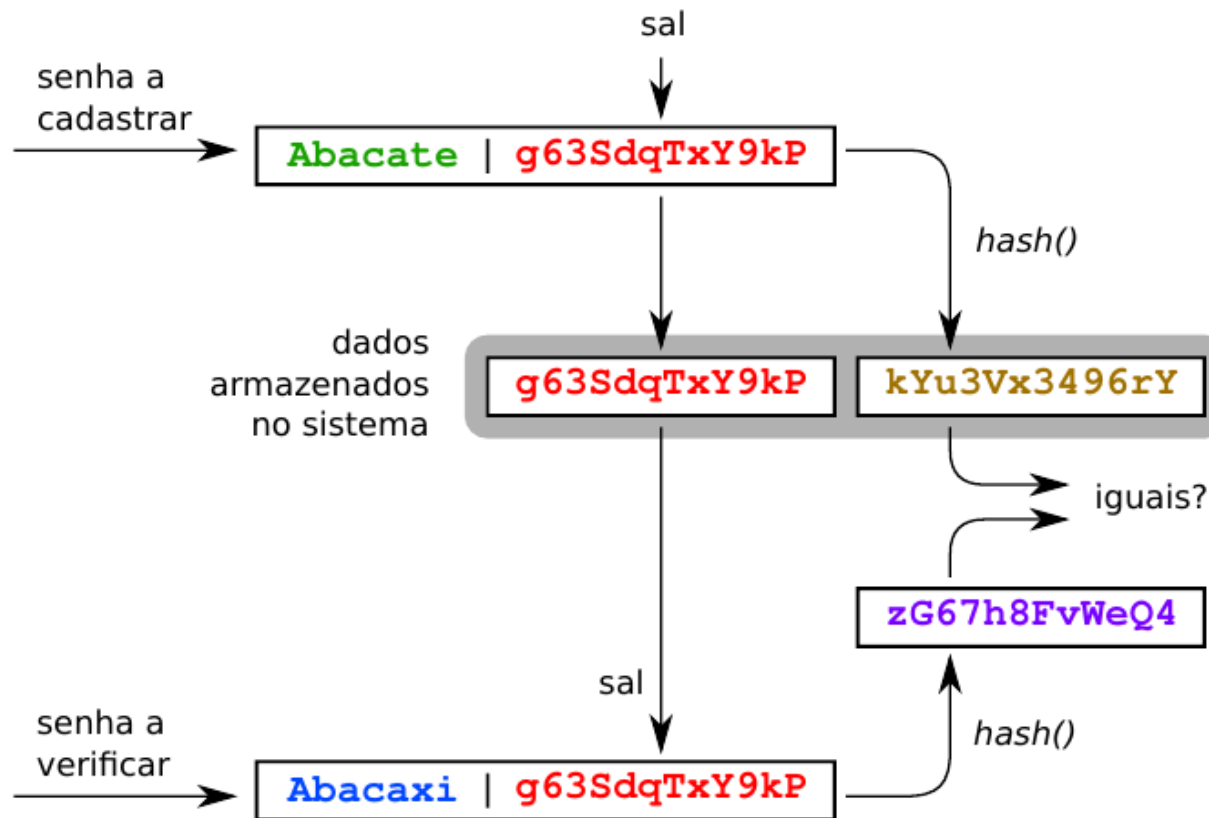 sal
senha a
cadastrar
Abacate | g63SdqTxY9kP
hash()
dados
armazenados
no sistema
g63SdqTxY9kP
kYu3Vx3496rY
iguais?
zG67h8FvWeQ4
sal
hash()
senha a
verificar
Abacaxi | g63SdqTxY9kP